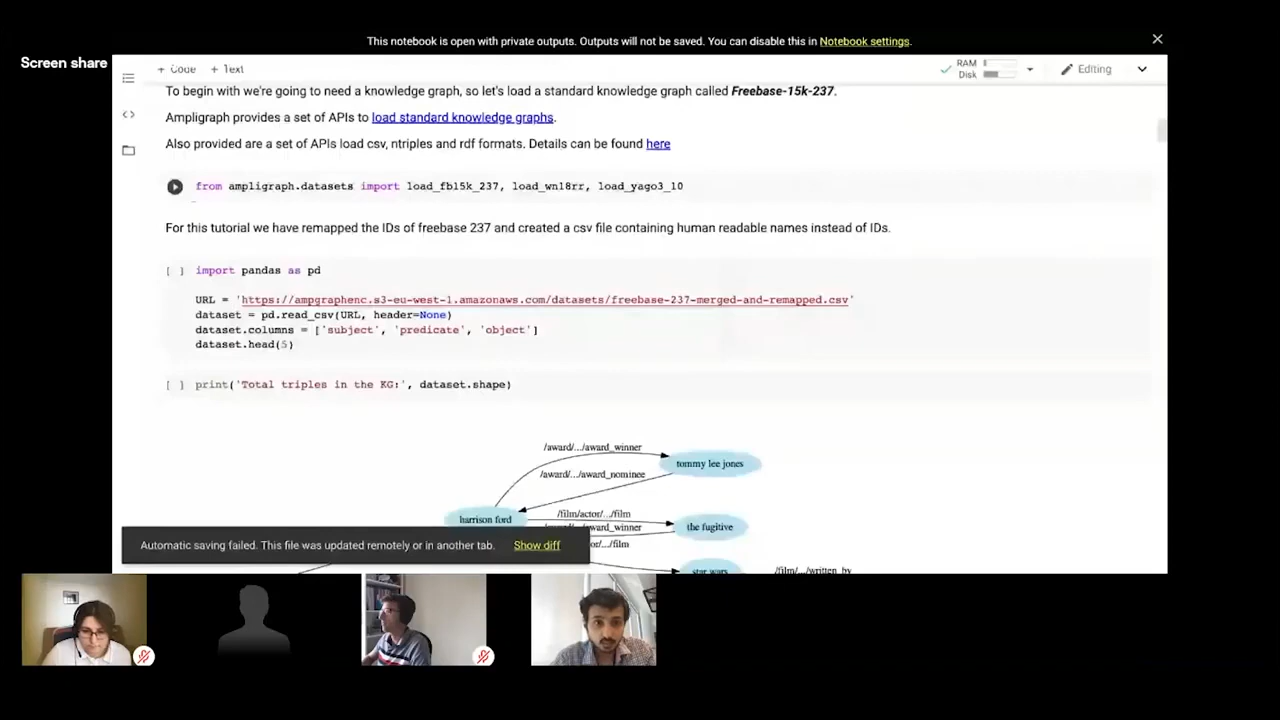 This notebook is open with private outputs. Outputs will not be saved. You can disable this in Notebook settings.
Screen share
+ Code + Text
RAM
Disk
Editing
To begin with we're going to need a knowledge graph, so let's load a standard knowledge graph called Freebase-15k-237.
Ampligraph provides a set of APIs to load standard knowledge graphs.
Also provided are a set of APIs load csv, ntriples and rdf formats. Details can be found here
from ampligraph.datasets import load_fb15k_237, load_wn18rr, load_yago3_10
For this tutorial we have remapped the IDs of freebase 237 and created a csv file containing human readable names instead of IDs.
[ ] import pandas as pd
URL = 'https://ampgraphenc.s3-eu-west-1.amazonaws.com/datasets/freebase-237-merged-and-remapped.csv'
dataset = pd.read_csv(URL, header=None)
dataset.columns = ['subject', 'predicate', 'object']
dataset.head(5)
[ ] print('Total triples in the KG:', dataset.shape)
/award/.../award_winner
tommy lee jones
/award/.../award_nominee
/film/actor/.../film
harrison ford
award_winner
the fugitive
or/.../film
Automatic saving failed. This file was updated remotely or in another tab. Show diff
star wars
/film/.../written_by